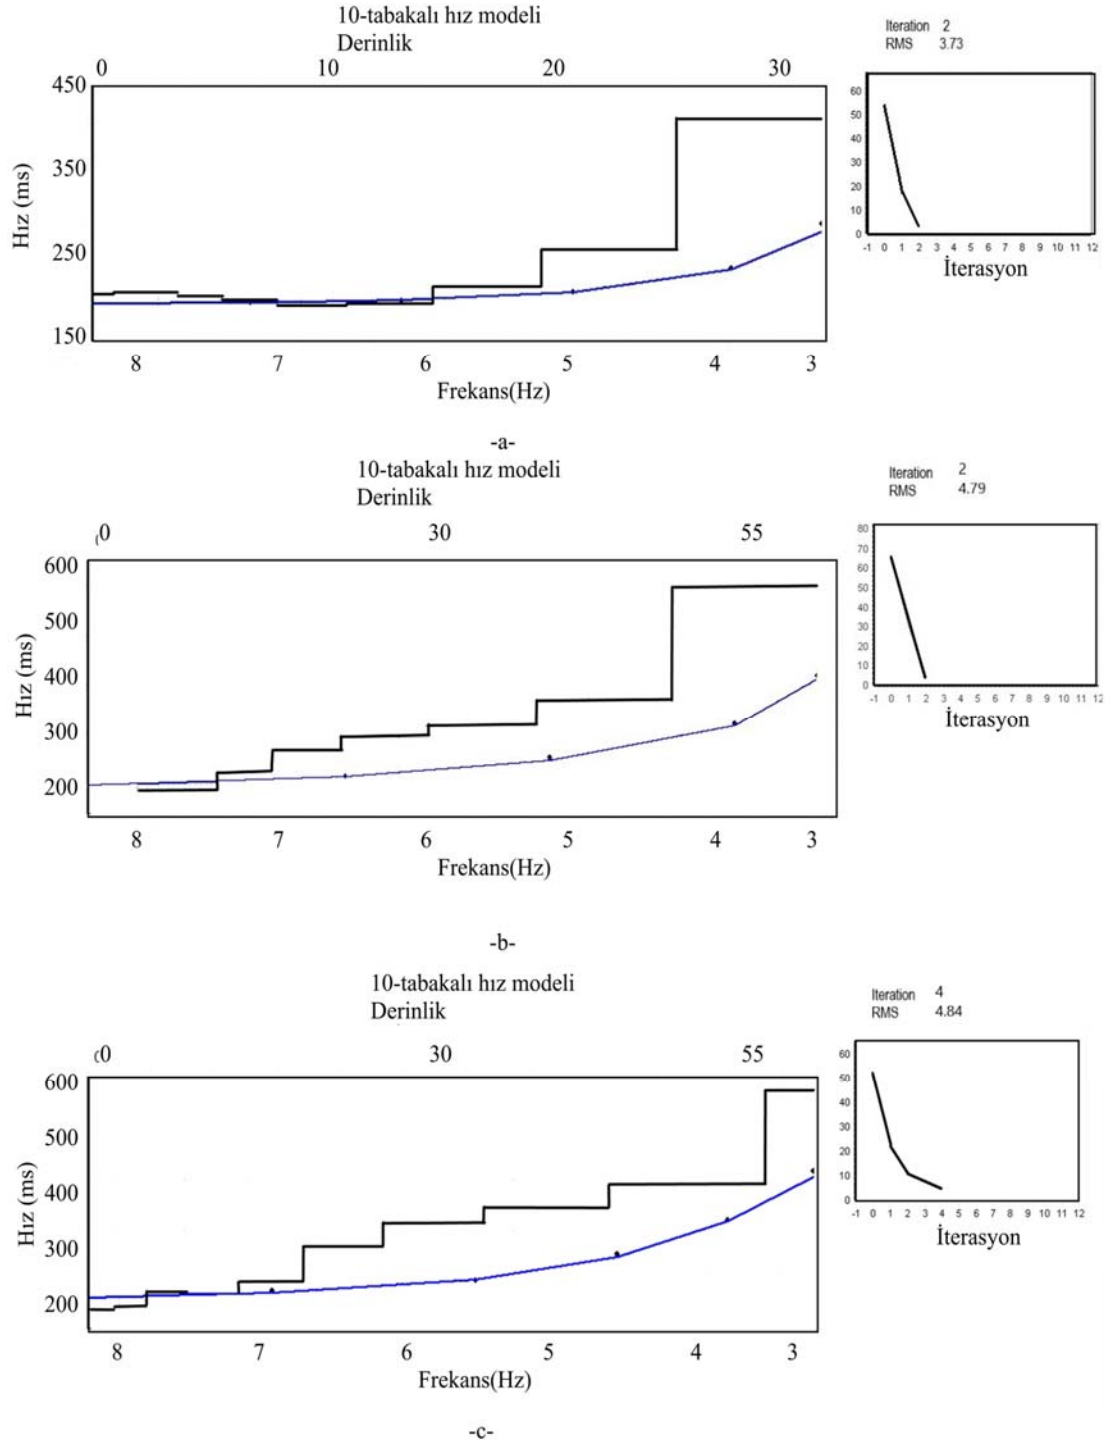 10-tabakalı hız modeli
Derinlik
0 10 20 30
450
350
250
150
Hız (ms)
8 7 6 5 4 3
Frekans(Hz)
Iteration 2
RMS 3.73
60
50
40
30
20
10
0
-1 0 1 2 3 4 5 6 7 8 9 10 11 12
İterasyon
-a-
10-tabakalı hız modeli
Derinlik
(0 30 55
600
500
400
300
200
Hız (ms)
8 7 6 5 4 3
Frekans(Hz)
Iteration 2
RMS 4.79
80
70
60
50
40
30
20
10
0
-1 0 1 2 3 4 5 6 7 8 9 10 11 12
İterasyon
-b-
10-tabakalı hız modeli
Derinlik
(0 30 55
600
500
400
300
200
Hız (ms)
8 7 6 5 4 3
Frekans(Hz)
Iteration 4
RMS 4.84
60
50
40
30
20
10
0
-1 0 1 2 3 4 5 6 7 8 9 10 11 12
İterasyon
-c-